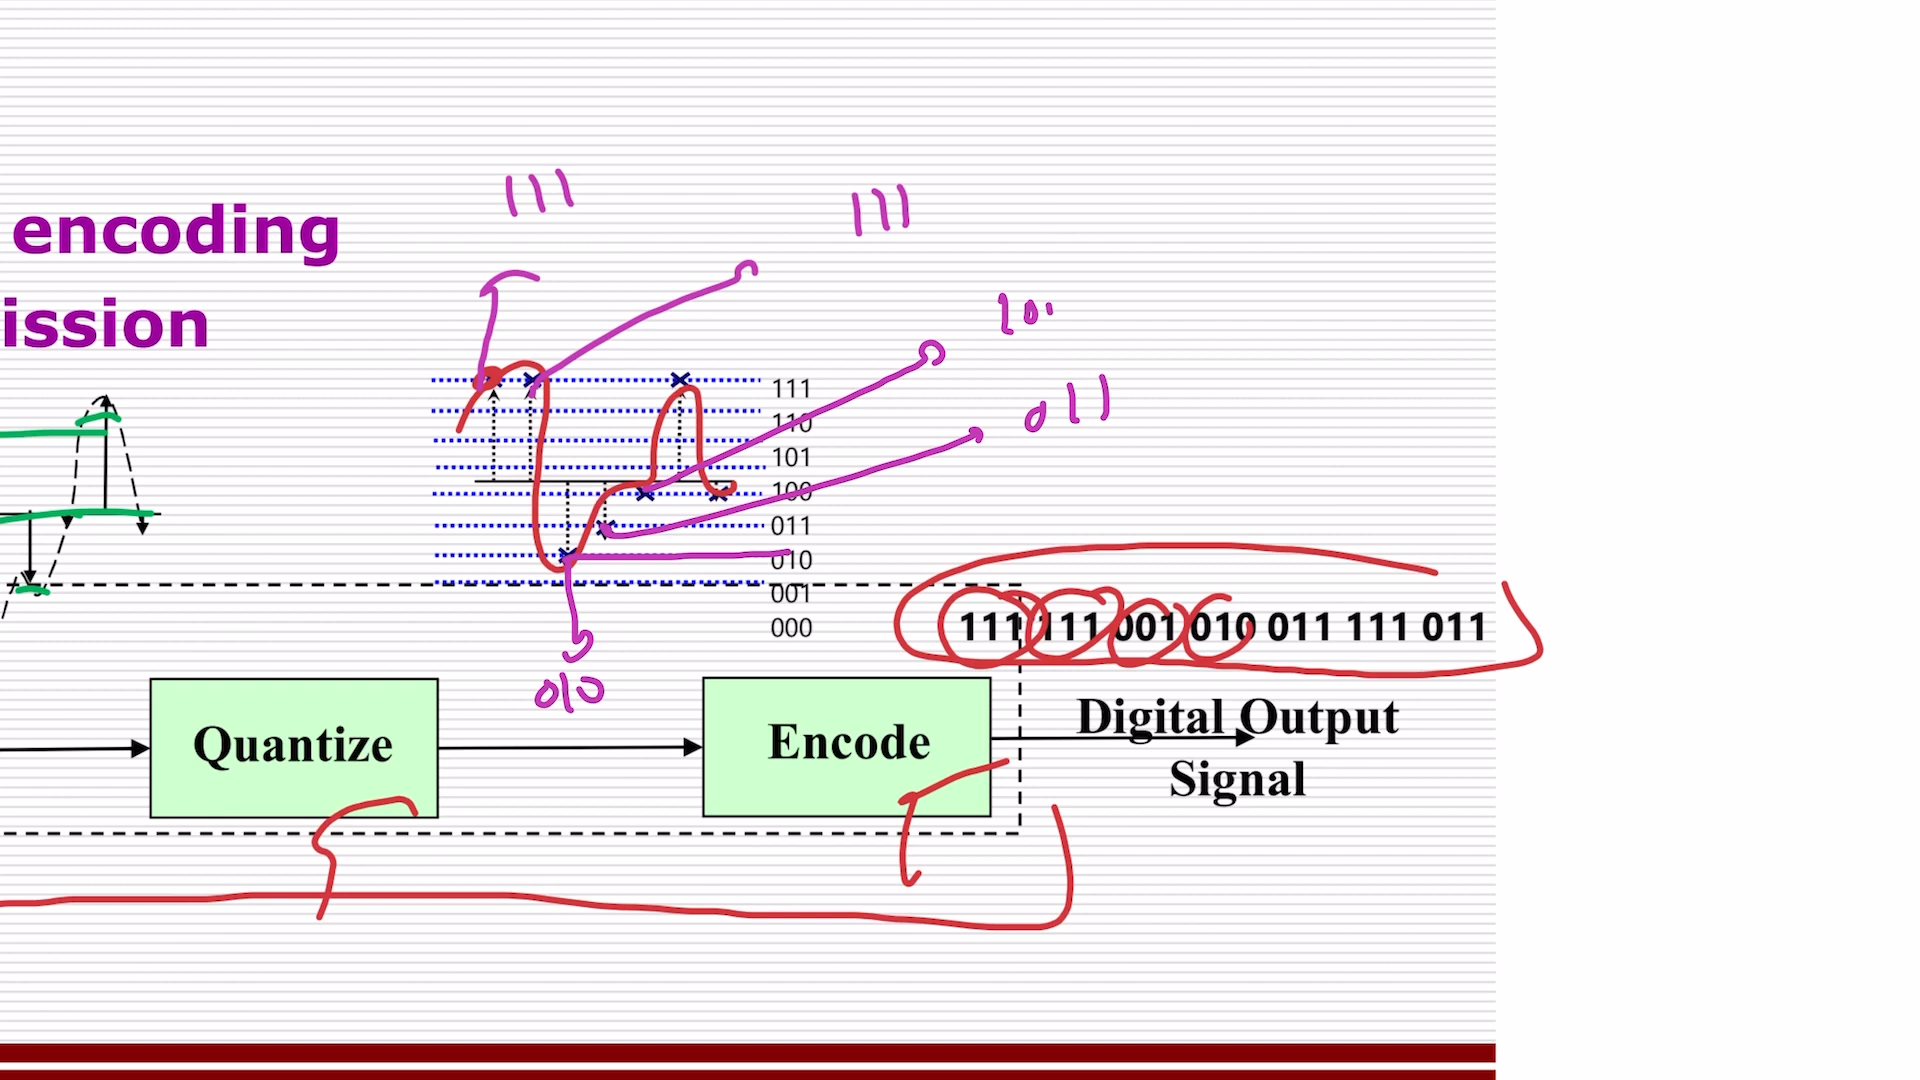 encoding
ission
111
111
10
011
111
110
101
100
011
010
001
000
111 111 001 010 011 111 011
010
Quantize
Encode
Digital Output
Signal